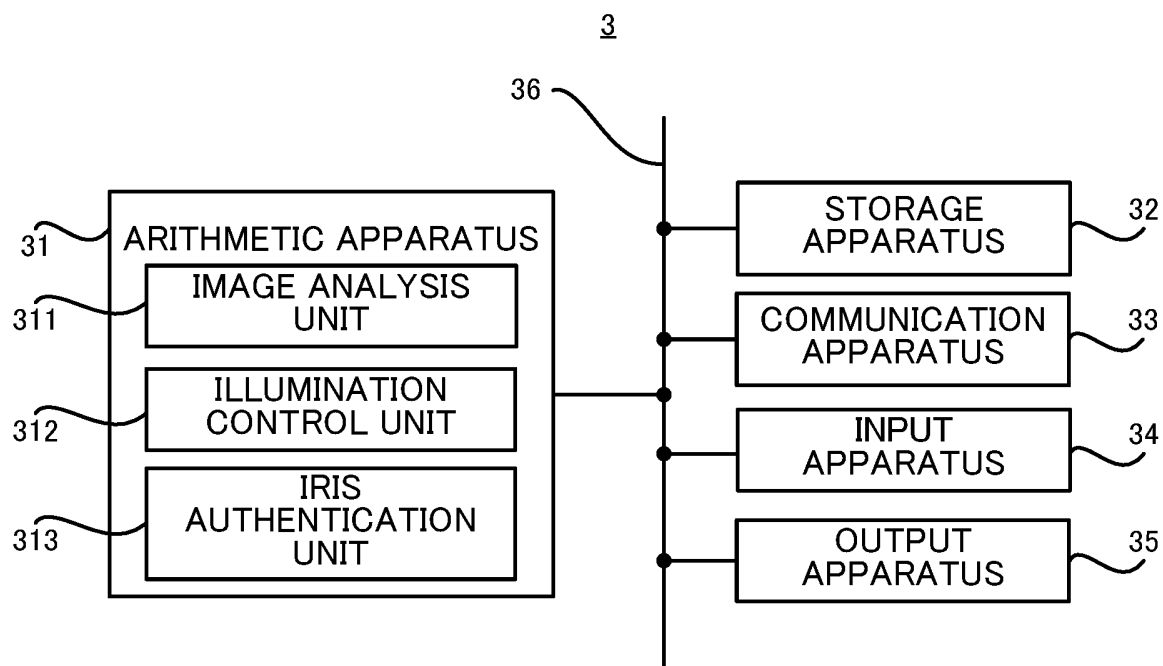 3
36
31
ARITHMETIC APPARATUS
311
IMAGE ANALYSIS
UNIT
312
ILLUMINATION
CONTROL UNIT
313
IRIS
AUTHENTICATION
UNIT
STORAGE
APPARATUS
32
COMMUNICATION
APPARATUS
33
INPUT
APPARATUS
34
OUTPUT
APPARATUS
35